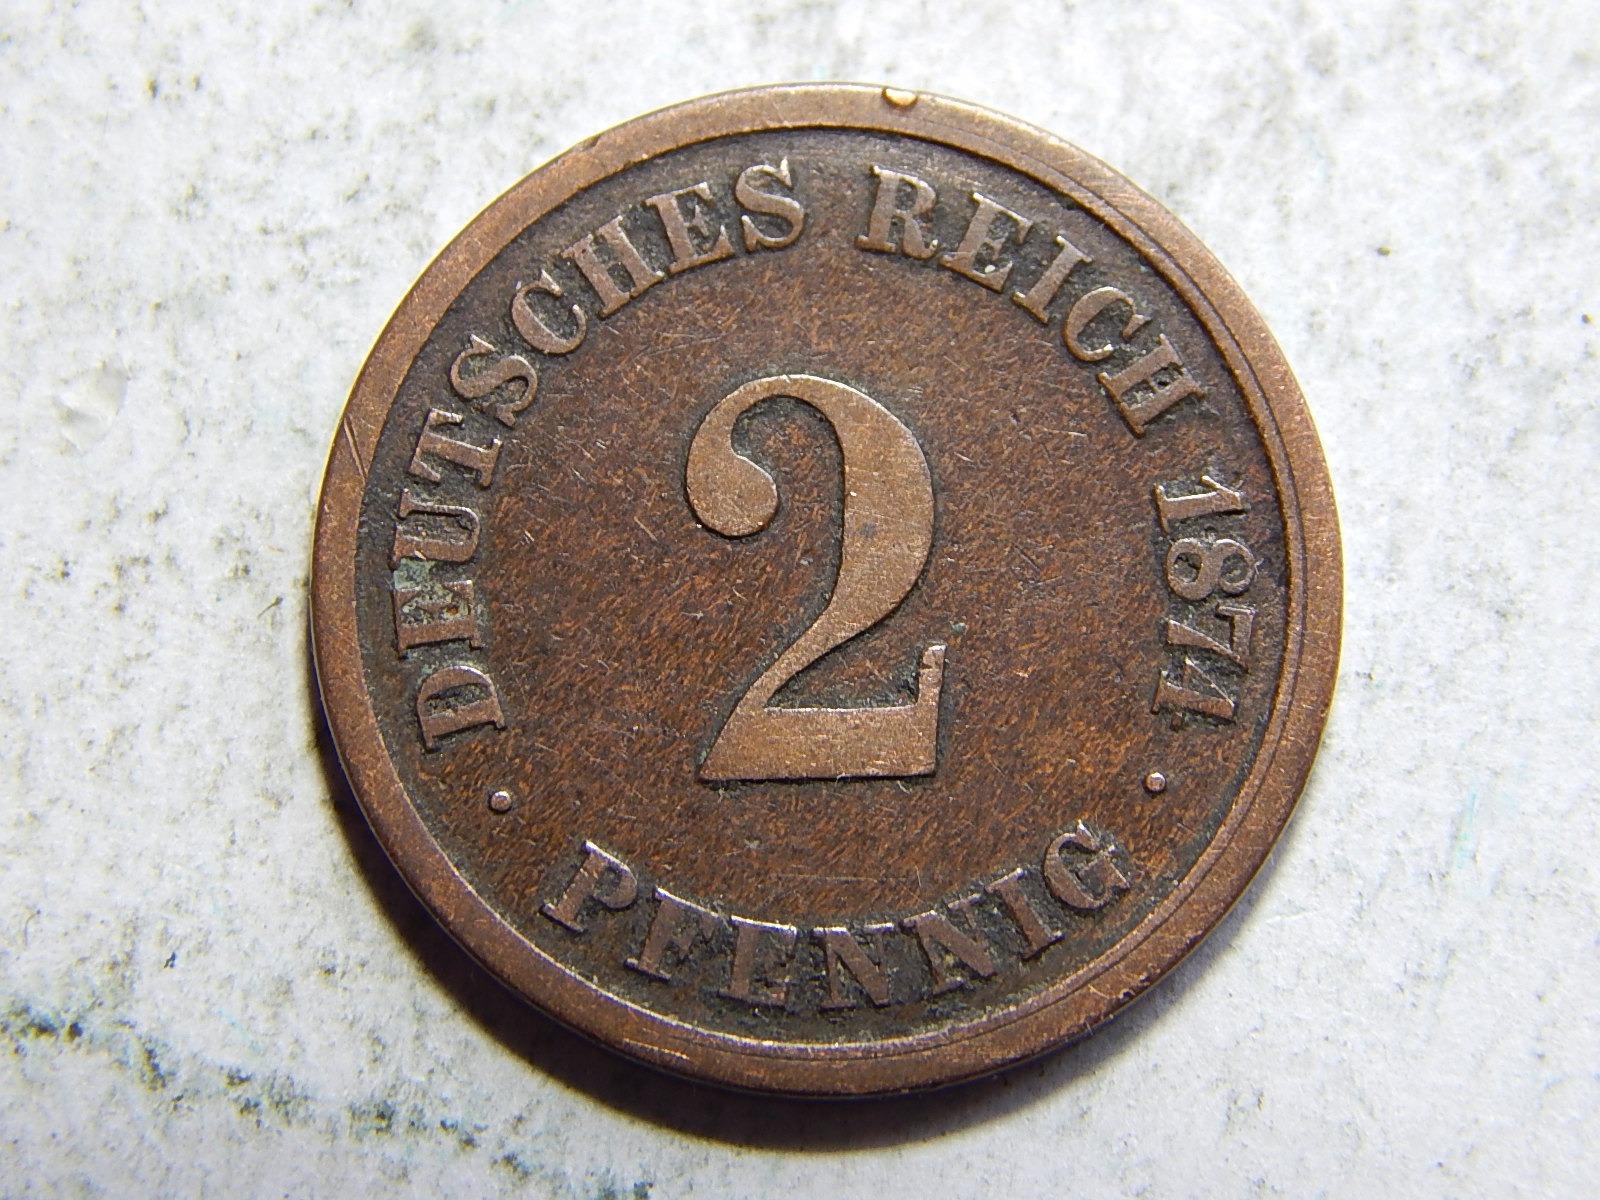 DEUTSCHES REICH 1874
2
· PFENNIG ·